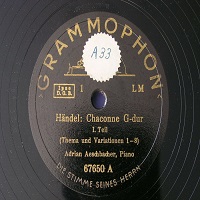 GRAMMOPHON
A33
1 LM
Händel: Chaconne G-dur
I. Teil
(Thema und Variationen 1-8)
Adrian Aeschbacher, Piano
67650 A
DIE STIMME SEINES HERRN